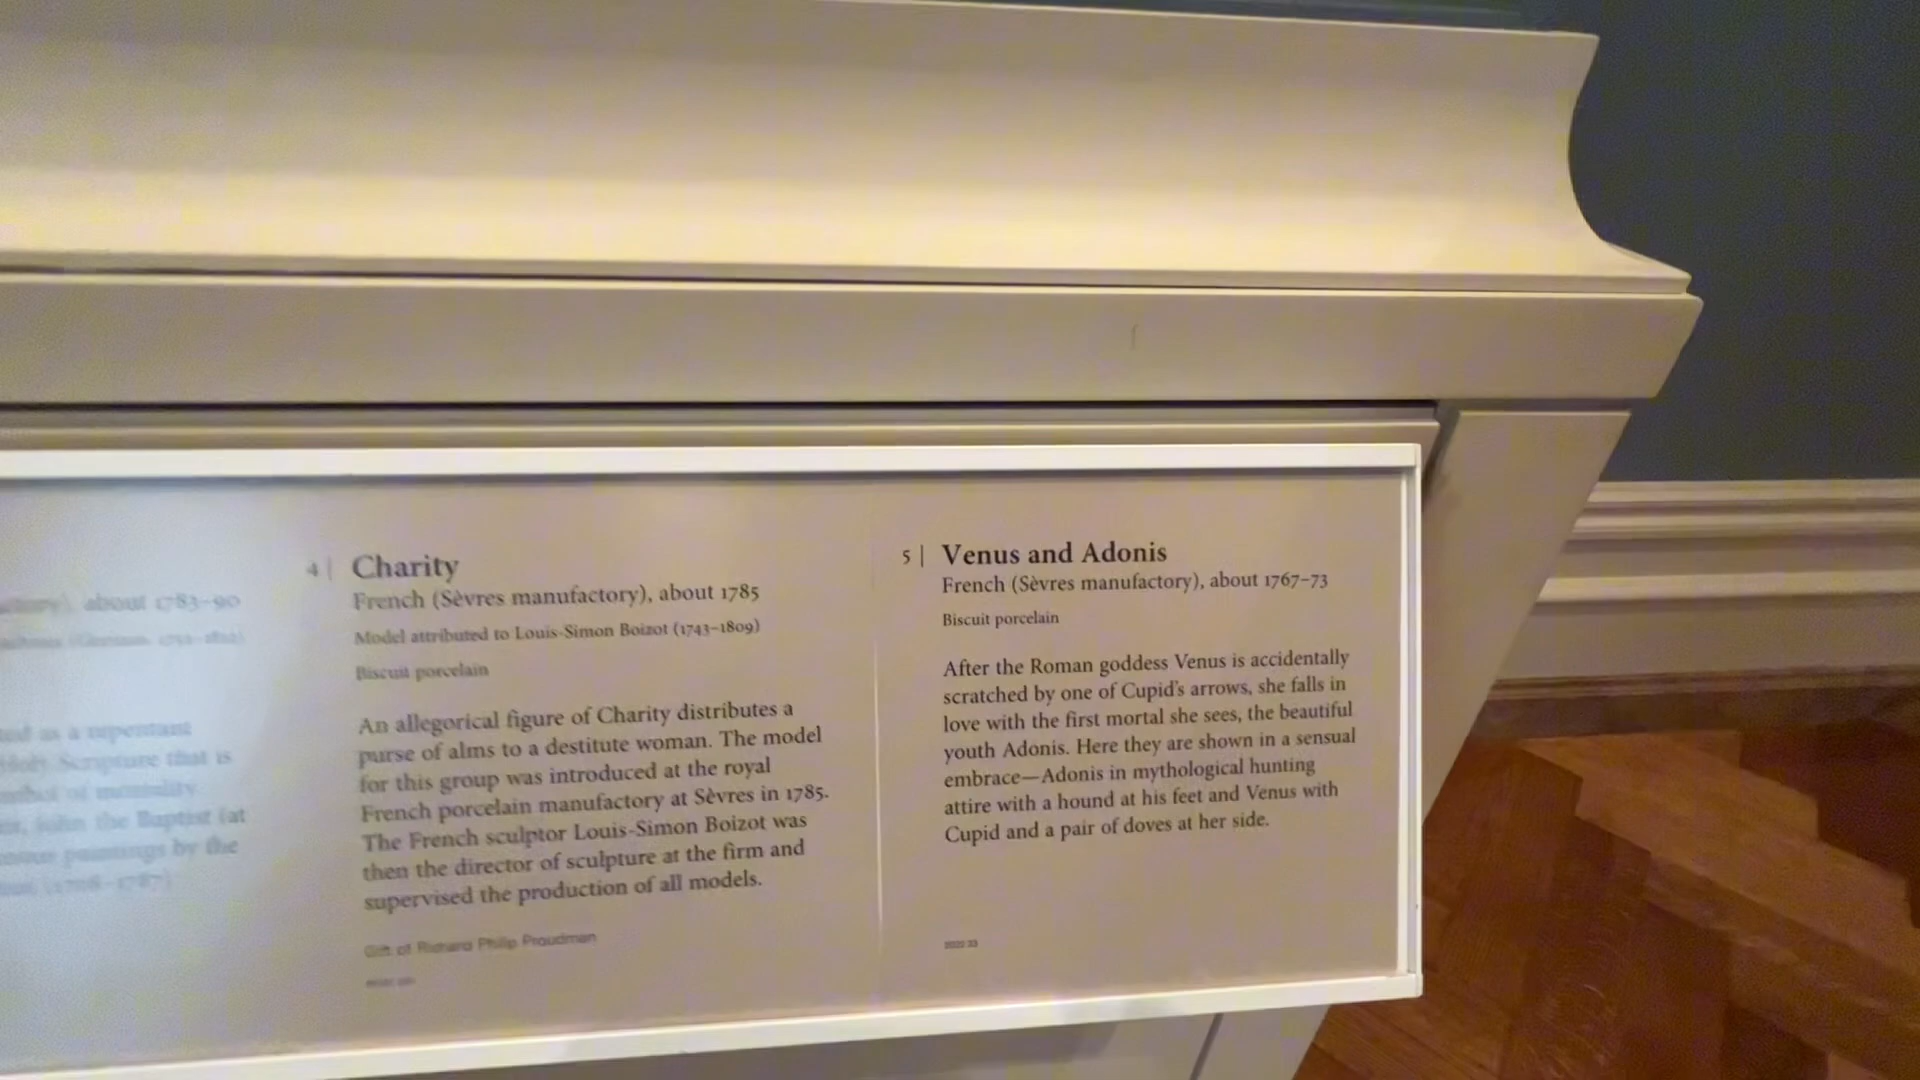 about 1783–90
4 | Charity
French (Sèvres manufactory), about 1785
Model attributed to Louis-Simon Boizot (1743–1809)
Biscuit porcelain
An allegorical figure of Charity distributes a
purse of alms to a destitute woman. The model
for this group was introduced at the royal
French porcelain manufactory at Sèvres in 1785.
The French sculptor Louis-Simon Boizot was
then the director of sculpture at the firm and
supervised the production of all models.
Gift of Richard Philip Proudman
5 | Venus and Adonis
French (Sèvres manufactory), about 1767–73
Biscuit porcelain
After the Roman goddess Venus is accidentally
scratched by one of Cupid's arrows, she falls in
love with the first mortal she sees, the beautiful
youth Adonis. Here they are shown in a sensual
embrace—Adonis in mythological hunting
attire with a hound at his feet and Venus with
Cupid and a pair of doves at her side.